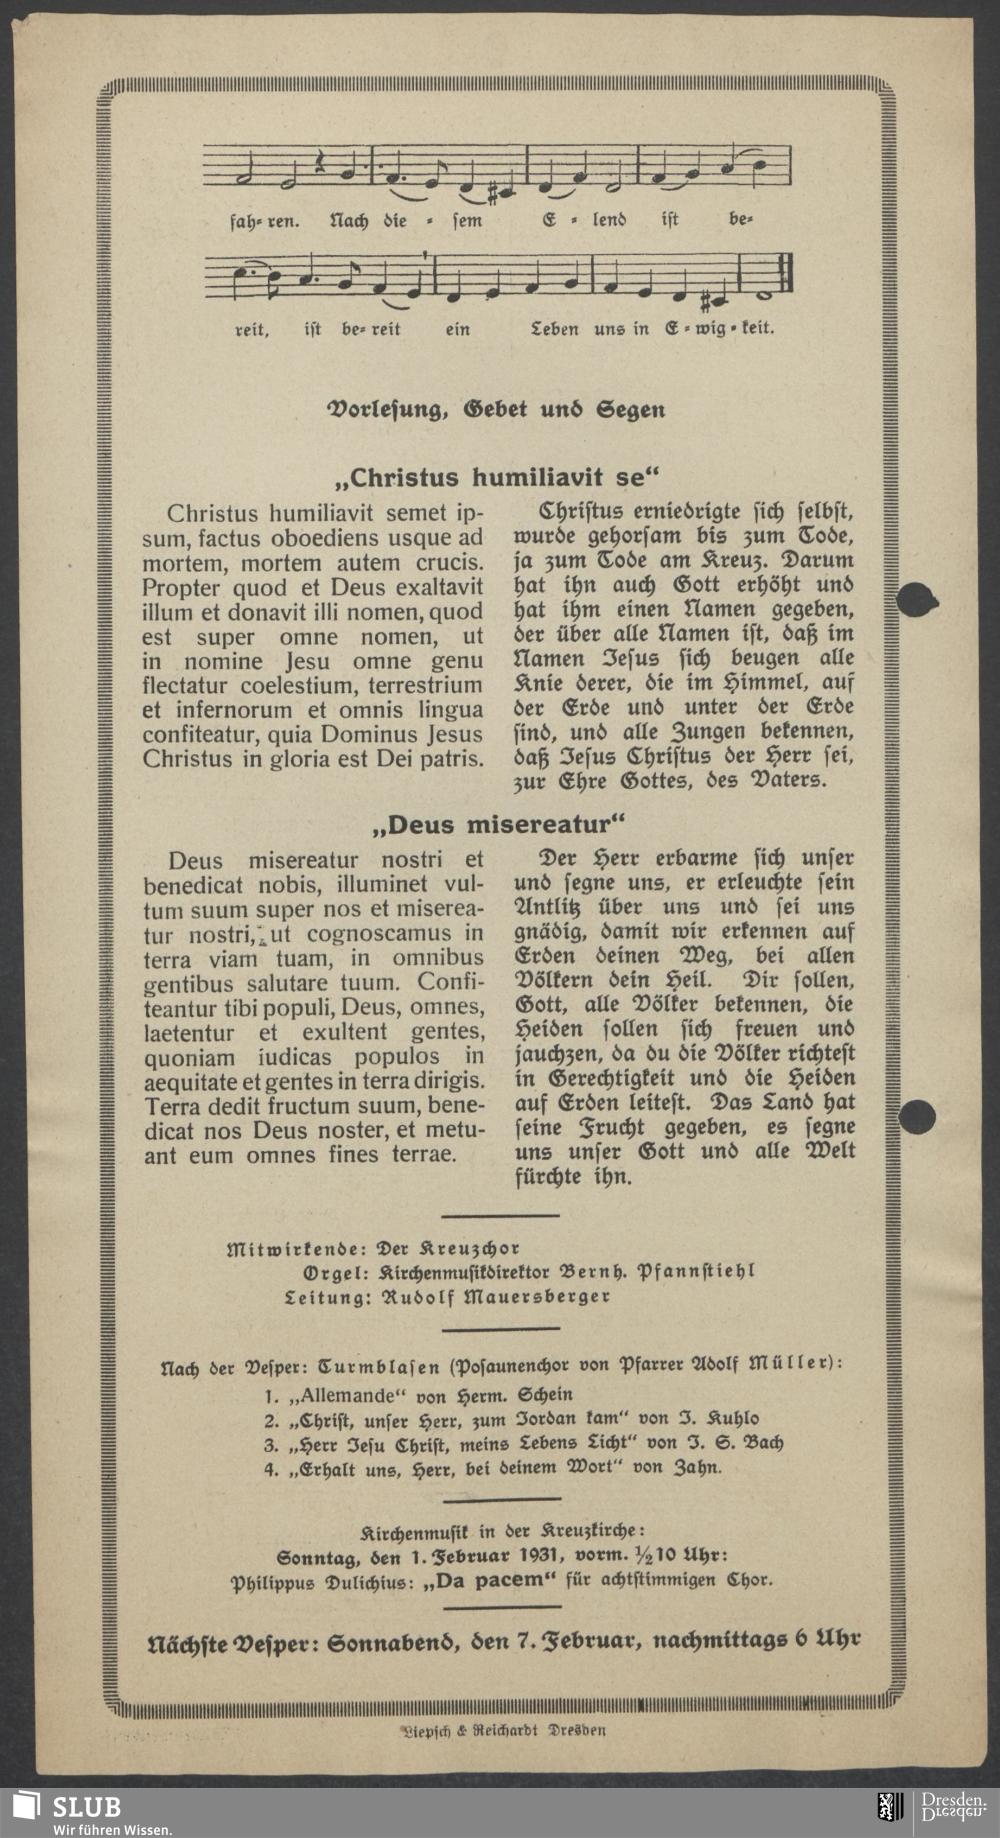 fah- ren. Nach die - sem E - lend ist be-
reit, ist be- reit ein Leben uns in E - wig - keit.
Vorlesung, Gebet und Segen
„Christus humiliavit se“
Christus humiliavit semet ip-
sum, factus oboediens usque ad
mortem, mortem autem crucis.
Propter quod et Deus exaltavit
illum et donavit illi nomen, quod
est super omne nomen, ut
in nomine Jesu omne genu
flectatur coelestium, terrestrium
et infernorum et omnis lingua
confiteatur, quia Dominus Jesus
Christus in gloria est Dei patris.
Christus erniedrigte sich selbst,
wurde gehorsam bis zum Tode,
ja zum Tode am Kreuz. Darum
hat ihn auch Gott erhöht und
hat ihm einen Namen gegeben,
der über alle Namen ist, daß im
Namen Jesus sich beugen alle
Knie derer, die im Himmel, auf
der Erde und unter der Erde
sind, und alle Zungen bekennen,
daß Jesus Christus der Herr sei,
zur Ehre Gottes, des Vaters.
„Deus misereatur“
Deus misereatur nostri et
benedicat nobis, illuminet vul-
tum suum super nos et miserea-
tur nostri, ut cognoscamus in
terra viam tuam, in omnibus
gentibus salutare tuum. Confi-
teantur tibi populi, Deus, omnes,
laetentur et exultent gentes,
quoniam iudicas populos in
aequitate et gentes in terra dirigis.
Terra dedit fructum suum, bene-
dicat nos Deus noster, et metu-
ant eum omnes fines terrae.
Der Herr erbarme sich unser
und segne uns, er erleuchte sein
Antlitz über uns und sei uns
gnädig, damit wir erkennen auf
Erden deinen Weg, bei allen
Völkern dein Heil. Dir sollen,
Gott, alle Völker bekennen, die
Heiden sollen sich freuen und
jauchzen, da du die Völker richtest
in Gerechtigkeit und die Heiden
auf Erden leitest. Das Land hat
seine Frucht gegeben, es segne
uns unser Gott und alle Welt
fürchte ihn.
Mitwirkende: Der Kreuzchor
Orgel: Kirchenmusikdirektor Bernh. Pfannstiehl
Leitung: Rudolf Mauersberger
Nach der Vesper: Turmblasen (Posaunenchor von Pfarrer Adolf Müller):
1. „Allemande“ von Herm. Schein
2. „Christ, unser Herr, zum Jordan kam“ von J. Kuhlo
3. „Herr Jesu Christ, meins Lebens Licht“ von J. S. Bach
4. „Erhalt uns, Herr, bei deinem Wort“ von Zahn.
Kirchenmusik in der Kreuzkirche:
Sonntag, den 1. Februar 1931, vorm. ½10 Uhr:
Philippus Dulichius: „Da pacem“ für achtstimmigen Chor.
Nächste Vesper: Sonnabend, den 7. Februar, nachmittags 6 Uhr
Liepsch & Reichardt Dresden
SLUB
Wir führen Wissen.
Dresden.
Dresden.